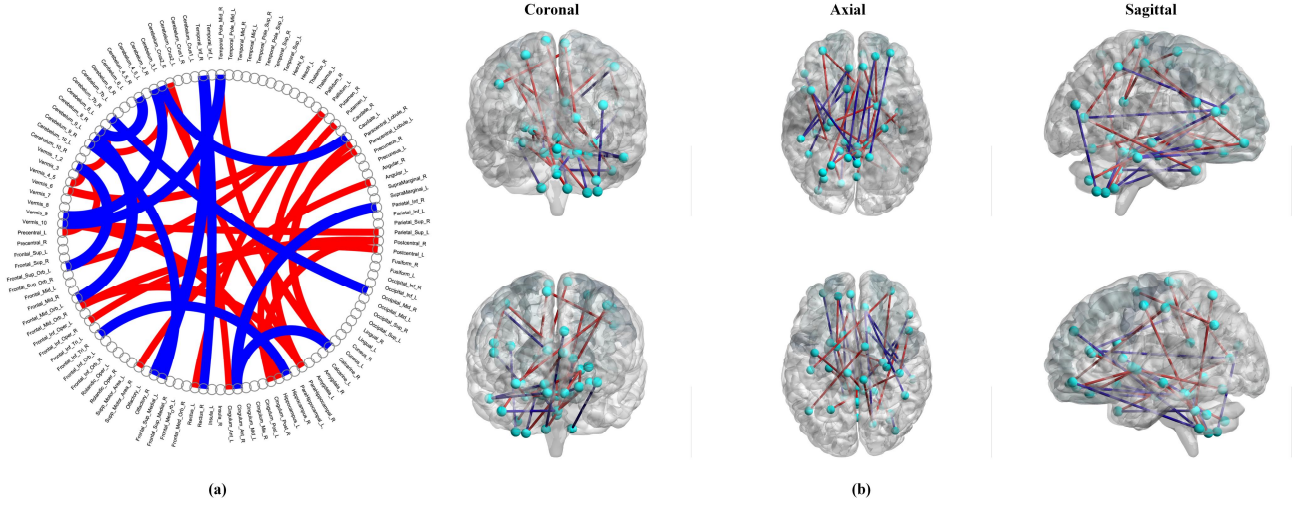 Coronal
Axial
Sagittal
Temporal_Pole_Mid_R
Temporal_Pole_Mid_L
Temporal_Mid_R
Temporal_Mid_L
Temporal_Pole_Sup_R
Temporal_Pole_Sup_L
Temporal_Sup_R
Temporal_Sup_L
Heschl_R
Heschl_L
Thalamus_R
Thalamus_L
Pallidum_R
Pallidum_L
Putamen_R
Putamen_L
Caudate_R
Caudate_L
Paracentral_Lobule_R
Paracentral_Lobule_L
Precuneus_R
Precuneus_L
Angular_R
Angular_L
SupraMarginal_R
SupraMarginal_L
Parietal_Inf_R
Parietal_Inf_L
Parietal_Sup_R
Parietal_Sup_L
Postcentral_R
Postcentral_L
Fusiform_R
Fusiform_L
Occipital_Inf_R
Occipital_Inf_L
Occipital_Mid_R
Occipital_Mid_L
Occipital_Sup_R
Occipital_Sup_L
Lingual_R
Lingual_L
Cuneus_R
Cuneus_L
Calcarine_R
Calcarine_L
Amygdala_R
Amygdala_L
ParaHippocampal_R
ParaHippocampal_L
Hippocampus_R
Hippocampus_L
Cingulum_Post_R
Cingulum_Post_L
Cingulum_Mid_R
Cingulum_Mid_L
Cingulum_Ant_R
Cingulum_Ant_L
Insula_R
Insula_L
Rectus_R
Rectus_L
Frontal_Med_Orb_R
Frontal_Med_Orb_L
Frontal_Sup_Medial_R
Frontal_Sup_Medial_L
Olfactory_R
Olfactory_L
Supp_Motor_Area_R
Supp_Motor_Area_L
Rolandic_Oper_R
Rolandic_Oper_L
Frontal_Inf_Orb_R
Frontal_Inf_Orb_L
Frontal_Inf_Tri_R
Frontal_Inf_Tri_L
Frontal_Inf_Oper_R
Frontal_Inf_Oper_L
Frontal_Mid_Orb_R
Frontal_Mid_Orb_L
Frontal_Mid_R
Frontal_Mid_L
Frontal_Sup_Orb_R
Frontal_Sup_Orb_L
Frontal_Sup_R
Frontal_Sup_L
Precentral_R
Precentral_L
Vermis_10
Vermis_9
Vermis_8
Vermis_7
Vermis_6
Vermis_4_5
Vermis_3
Vermis_1_2
Cerebelum_10_R
Cerebelum_10_L
Cerebelum_9_R
Cerebelum_9_L
Cerebelum_8_R
Cerebelum_8_L
Cerebelum_7b_R
Cerebelum_7b_L
Cerebelum_6_R
Cerebelum_6_L
Cerebelum_4_5_R
Cerebelum_4_5_L
Cerebelum_3_R
Cerebelum_3_L
Cerebelum_Crus2_R
Cerebelum_Crus2_L
Cerebelum_Crus1_R
Cerebelum_Crus1_L
Temporal_Inf_R
Temporal_Inf_L
(a)
(b)